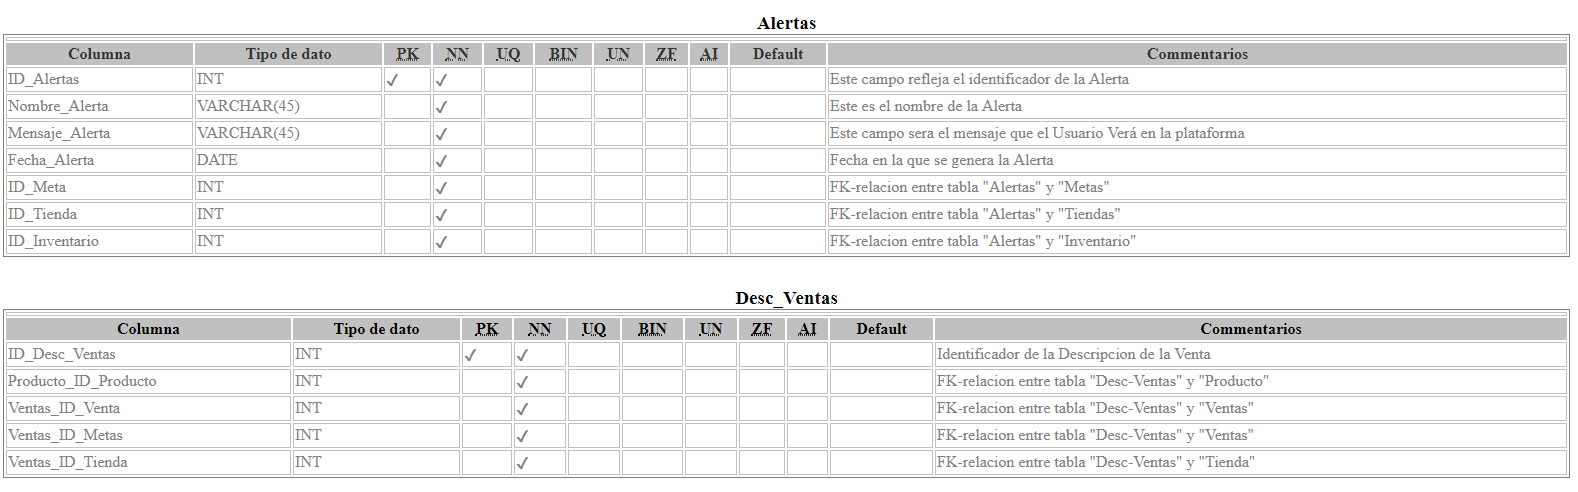 Alertas
Columna Tipo de dato PK NN UQ BIN UN ZF AI Default Commentarios
ID_Alertas INT ✓ ✓ Este campo refleja el identificador de la Alerta
Nombre_Alerta VARCHAR(45) ✓ Este es el nombre de la Alerta
Mensaje_Alerta VARCHAR(45) ✓ Este campo sera el mensaje que el Usuario Verá en la plataforma
Fecha_Alerta DATE ✓ Fecha en la que se genera la Alerta
ID_Meta INT ✓ FK-relacion entre tabla "Alertas" y "Metas"
ID_Tienda INT ✓ FK-relacion entre tabla "Alertas" y "Tiendas"
ID_Inventario INT ✓ FK-relacion entre tabla "Alertas" y "Inventario"
Desc_Ventas
Columna Tipo de dato PK NN UQ BIN UN ZF AI Default Commentarios
ID_Desc_Ventas INT ✓ ✓ Identificador de la Descripcion de la Venta
Producto_ID_Producto INT ✓ FK-relacion entre tabla "Desc-Ventas" y "Producto"
Ventas_ID_Venta INT ✓ FK-relacion entre tabla "Desc-Ventas" y "Ventas"
Ventas_ID_Metas INT ✓ FK-relacion entre tabla "Desc-Ventas" y "Ventas"
Ventas_ID_Tienda INT ✓ FK-relacion entre tabla "Desc-Ventas" y "Tienda"